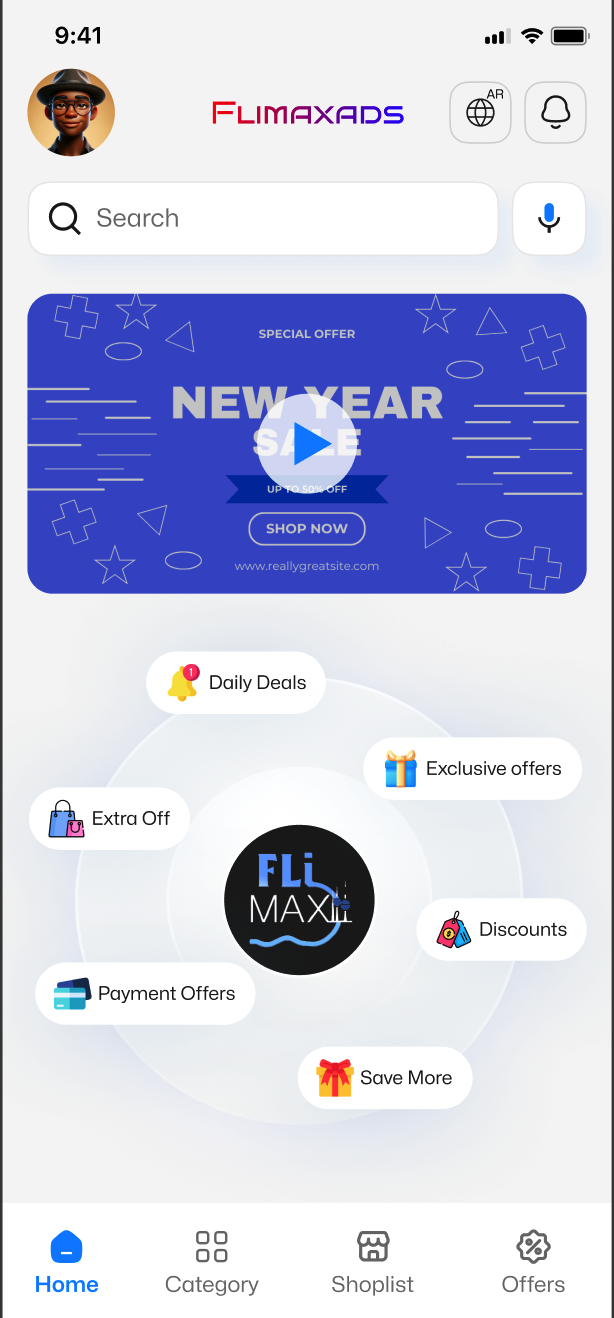 9:41
FLIMAXADS
AR
Search
SPECIAL OFFER
NEW YEAR
SALE
UP TO 50% OFF
SHOP NOW
www.reallygreatsite.com
1
Daily Deals
Exclusive offers
Extra Off
FLi
MAX
Discounts
$
Payment Offers
Save More
Home
Category
Shoplist
Offers